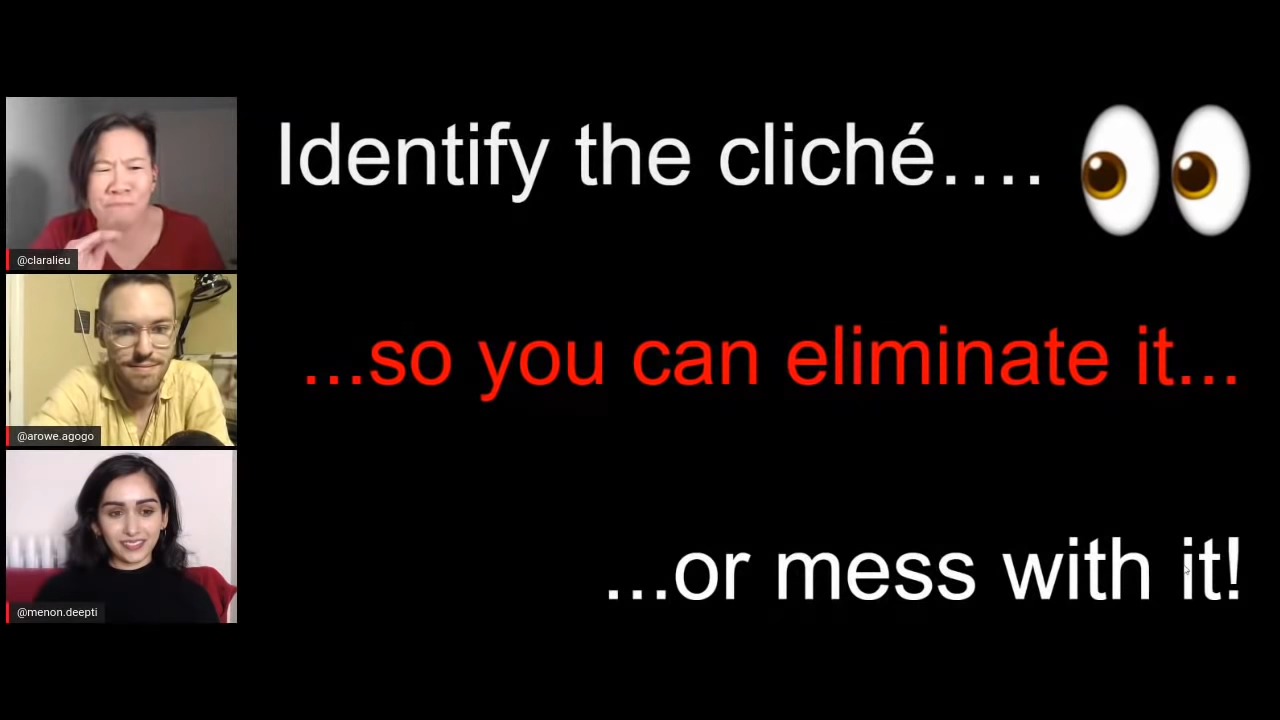 Identify the cliché....
@claralieu
...so you can eliminate it...
@arowe.agogo
...or mess with it!
@menon.deepti